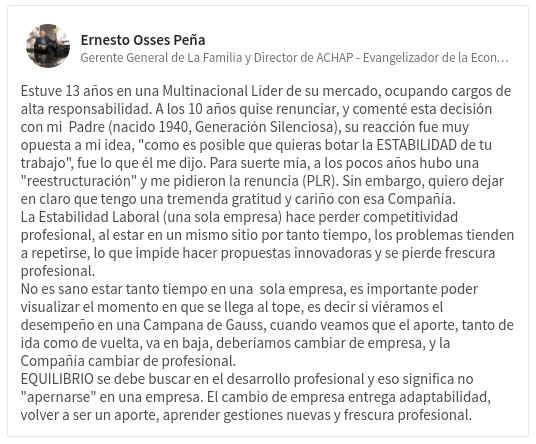 Ernesto Osses Peña
Gerente General de La Familia y Director de ACHAP - Evangelizador de la Econ…
Estuve 13 años en una Multinacional Líder de su mercado, ocupando cargos de
alta responsabilidad. A los 10 años quise renunciar, y comenté esta decisión
con mi Padre (nacido 1940, Generación Silenciosa), su reacción fue muy
opuesta a mi idea, "como es posible que quieras botar la ESTABILIDAD de tu
trabajo", fue lo que él me dijo. Para suerte mía, a los pocos años hubo una
"reestructuración" y me pidieron la renuncia (PLR). Sin embargo, quiero dejar
en claro que tengo una tremenda gratitud y cariño con esa Compañía.
La Estabilidad Laboral (una sola empresa) hace perder competitividad
profesional, al estar en un mismo sitio por tanto tiempo, los problemas tienden
a repetirse, lo que impide hacer propuestas innovadoras y se pierde frescura
profesional.
No es sano estar tanto tiempo en una sola empresa, es importante poder
visualizar el momento en que se llega al tope, es decir si viéramos el
desempeño en una Campana de Gauss, cuando veamos que el aporte, tanto de
ida como de vuelta, va en baja, deberíamos cambiar de empresa, y la
Compañía cambiar de profesional.
EQUILIBRIO se debe buscar en el desarrollo profesional y eso significa no
"apernarse" en una empresa. El cambio de empresa entrega adaptabilidad,
volver a ser un aporte, aprender gestiones nuevas y frescura profesional.